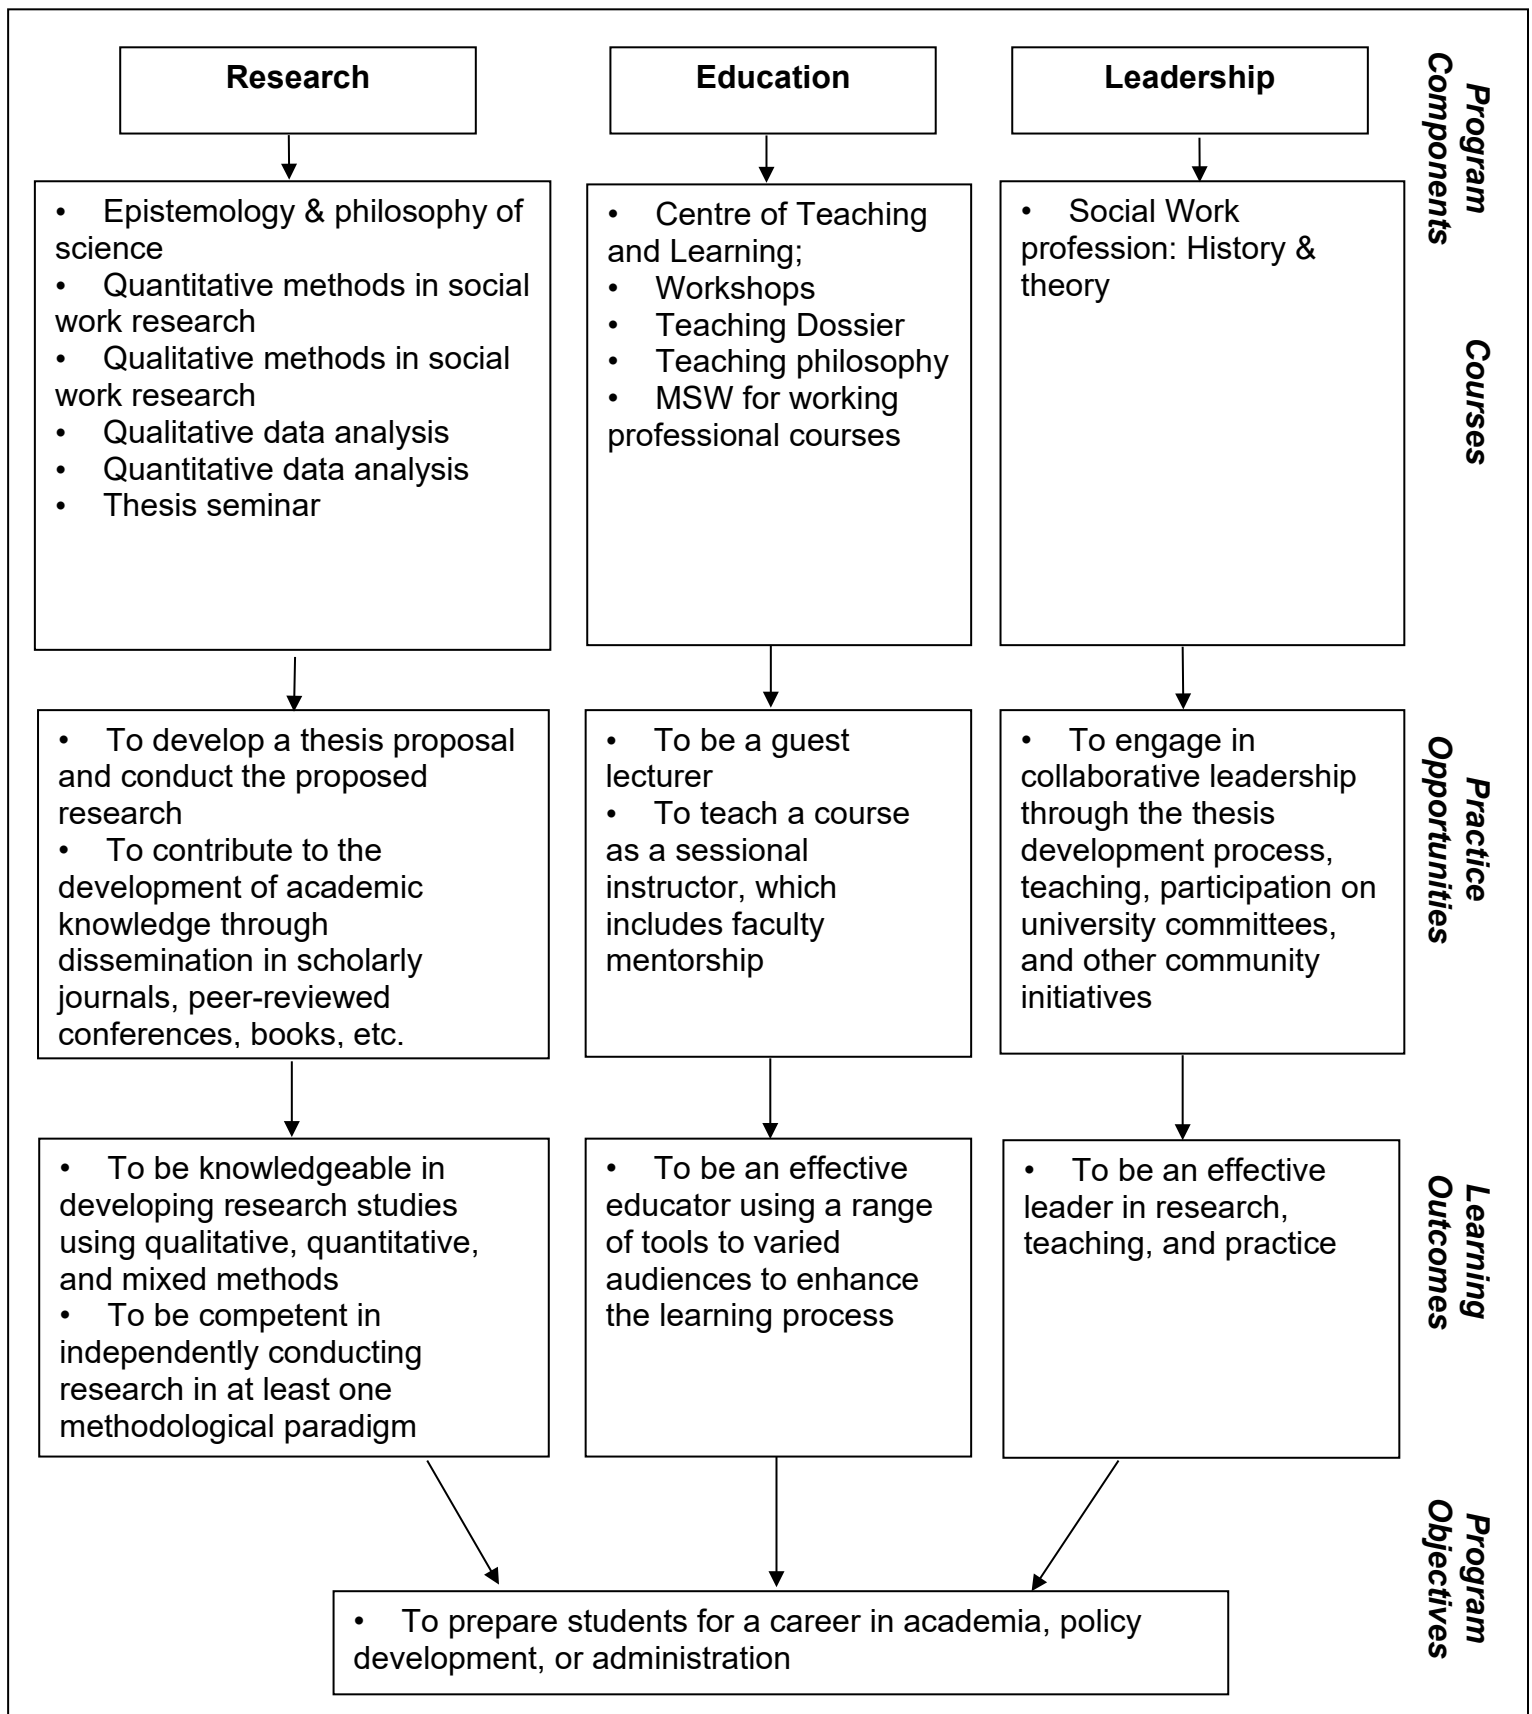 Research
Education
Leadership
Program
Components
• Epistemology & philosophy of
science
• Quantitative methods in social
work research
• Qualitative methods in social
work research
• Qualitative data analysis
• Quantitative data analysis
• Thesis seminar
• Centre of Teaching
and Learning;
• Workshops
• Teaching Dossier
• Teaching philosophy
• MSW for working
professional courses
• Social Work
profession: History &
theory
Courses
• To develop a thesis proposal
and conduct the proposed
research
• To contribute to the
development of academic
knowledge through
dissemination in scholarly
journals, peer-reviewed
conferences, books, etc.
• To be a guest
lecturer
• To teach a course
as a sessional
instructor, which
includes faculty
mentorship
• To engage in
collaborative leadership
through the thesis
development process,
teaching, participation on
university committees,
and other community
initiatives
Practice
Opportunities
• To be knowledgeable in
developing research studies
using qualitative, quantitative,
and mixed methods
• To be competent in
independently conducting
research in at least one
methodological paradigm
• To be an effective
educator using a range
of tools to varied
audiences to enhance
the learning process
• To be an effective
leader in research,
teaching, and practice
Learning
Outcomes
• To prepare students for a career in academia, policy
development, or administration
Program
Objectives